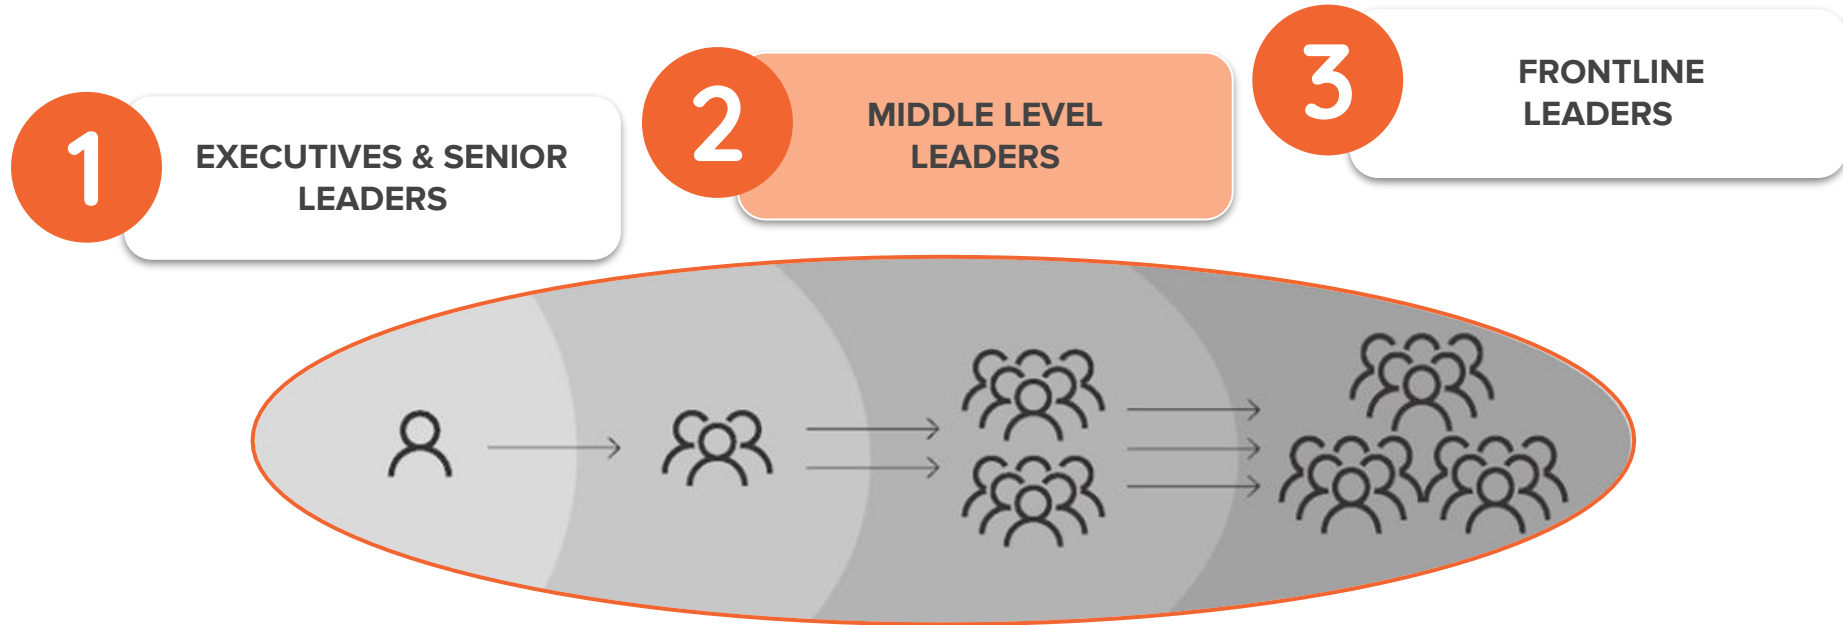 1
EXECUTIVES & SENIOR
LEADERS
2
MIDDLE LEVEL
LEADERS
3
FRONTLINE
LEADERS